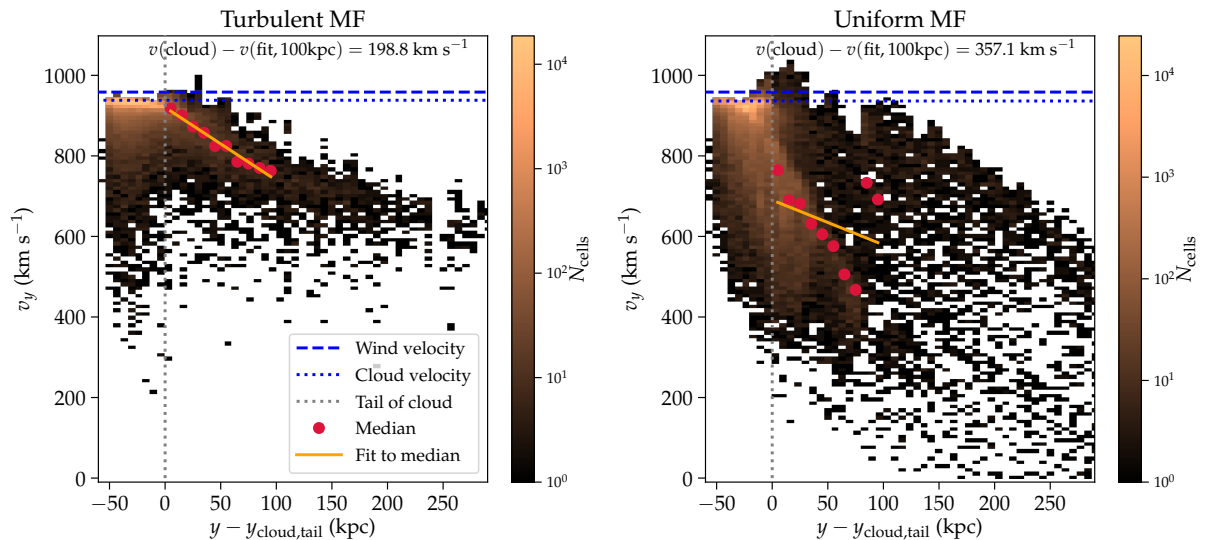 Turbulent MF
v(cloud) − v(fit, 100kpc) = 198.8 km s⁻¹
1000
800
600
400
200
0
v_y (km s⁻¹)
−50 0 50 100 150 200 250
y − y_cloud,tail (kpc)
Wind velocity
Cloud velocity
Tail of cloud
Median
Fit to median
10⁴
10³
10²
10¹
10⁰
N_cells
Uniform MF
v(cloud) − v(fit, 100kpc) = 357.1 km s⁻¹
1000
800
600
400
200
0
v_y (km s⁻¹)
−50 0 50 100 150 200 250
y − y_cloud,tail (kpc)
10⁴
10³
10²
10¹
10⁰
N_cells